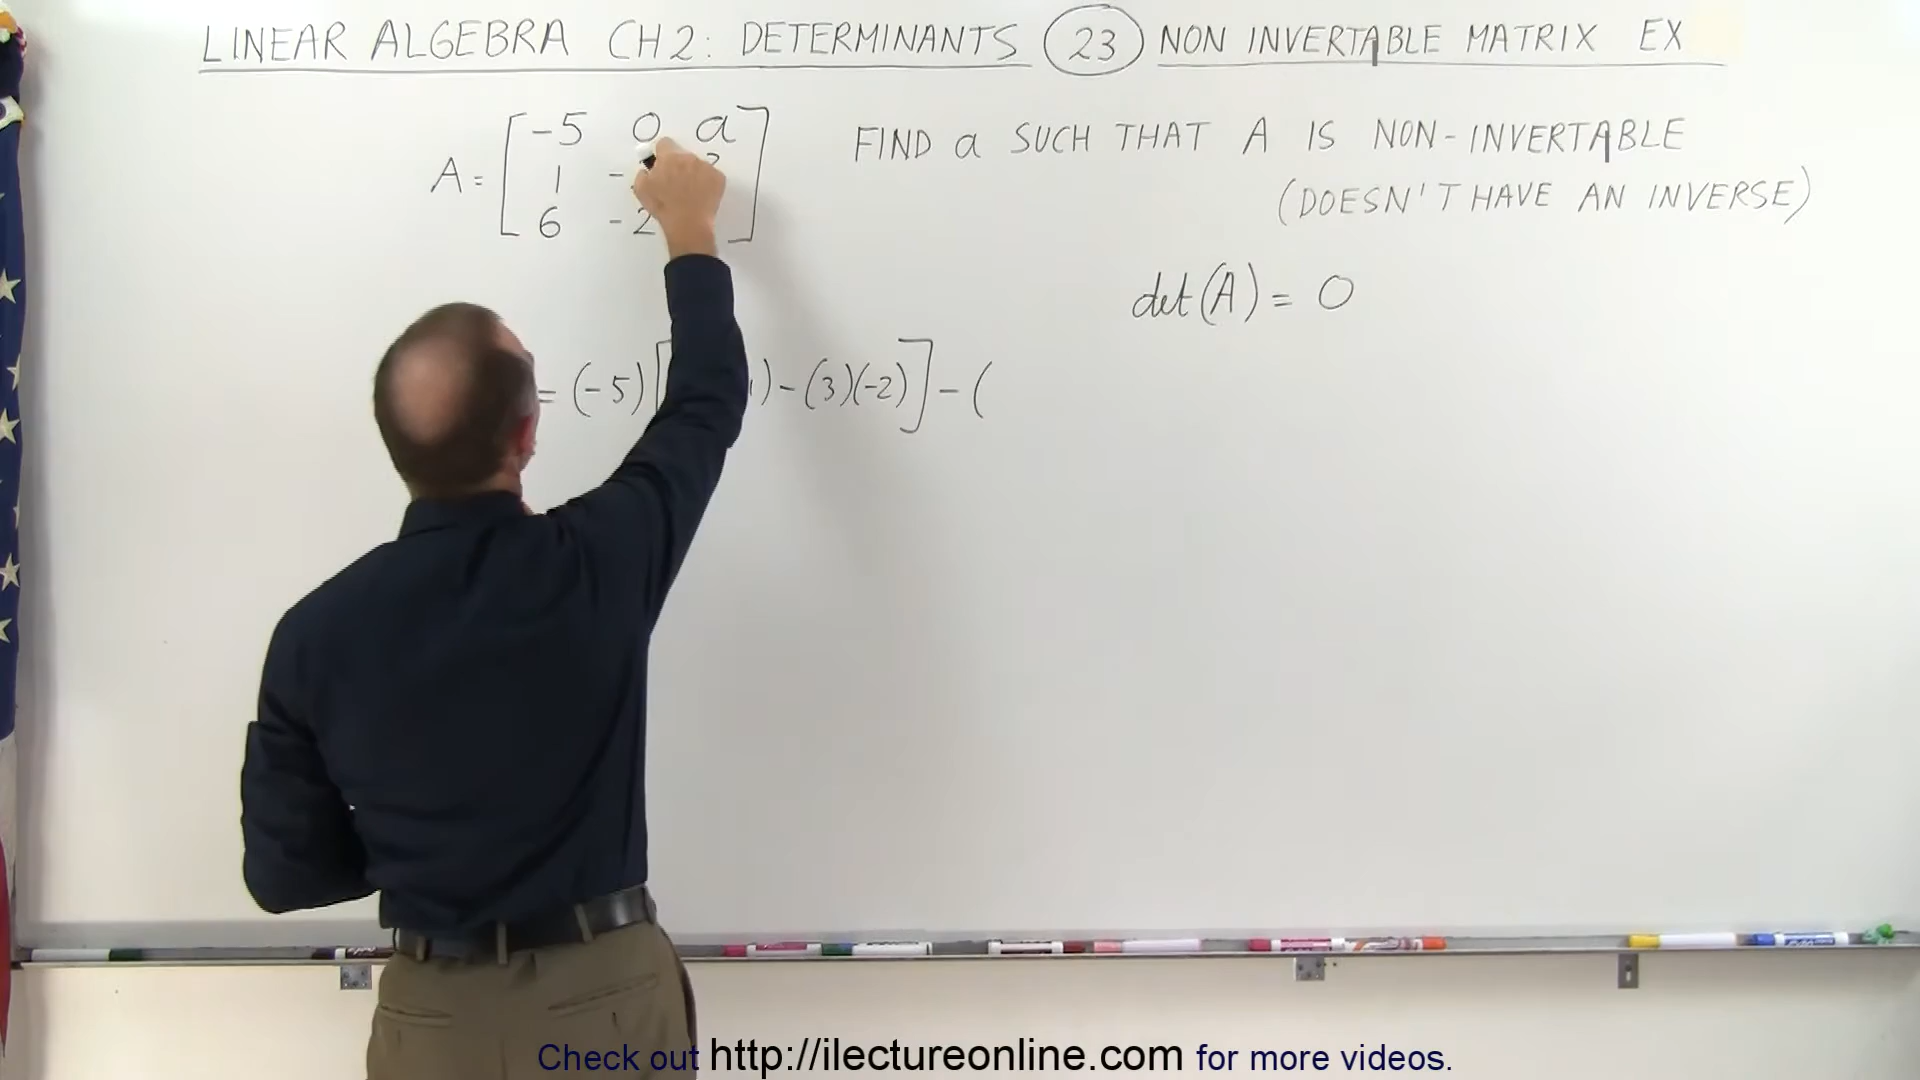 LINEAR ALGEBRA CH2: DETERMINANTS 23 NON INVERTABLE MATRIX EX
-5 0 a
A = 1 -
6 -2
FIND a SUCH THAT A IS NON-INVERTABLE
(DOESN'T HAVE AN INVERSE)
det(A) = 0
= (-5)[ ) - (3)(-2)] - (
Check out http://ilectureonline.com for more videos.